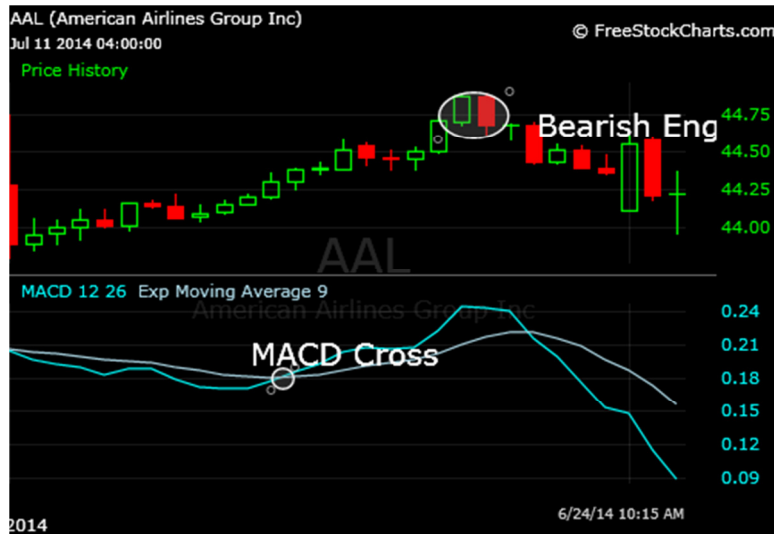 AAL (American Airlines Group Inc)
© FreeStockCharts.com
Jul 11 2014 04:00:00
Price History
44.75
Bearish Eng
44.50
44.25
44.00
AAL
MACD 12 26 Exp Moving Average 9
American Airlines Group Inc
0.24
0.21
MACD Cross
0.18
0.15
0.12
0.09
6/24/14 10:15 AM
2014